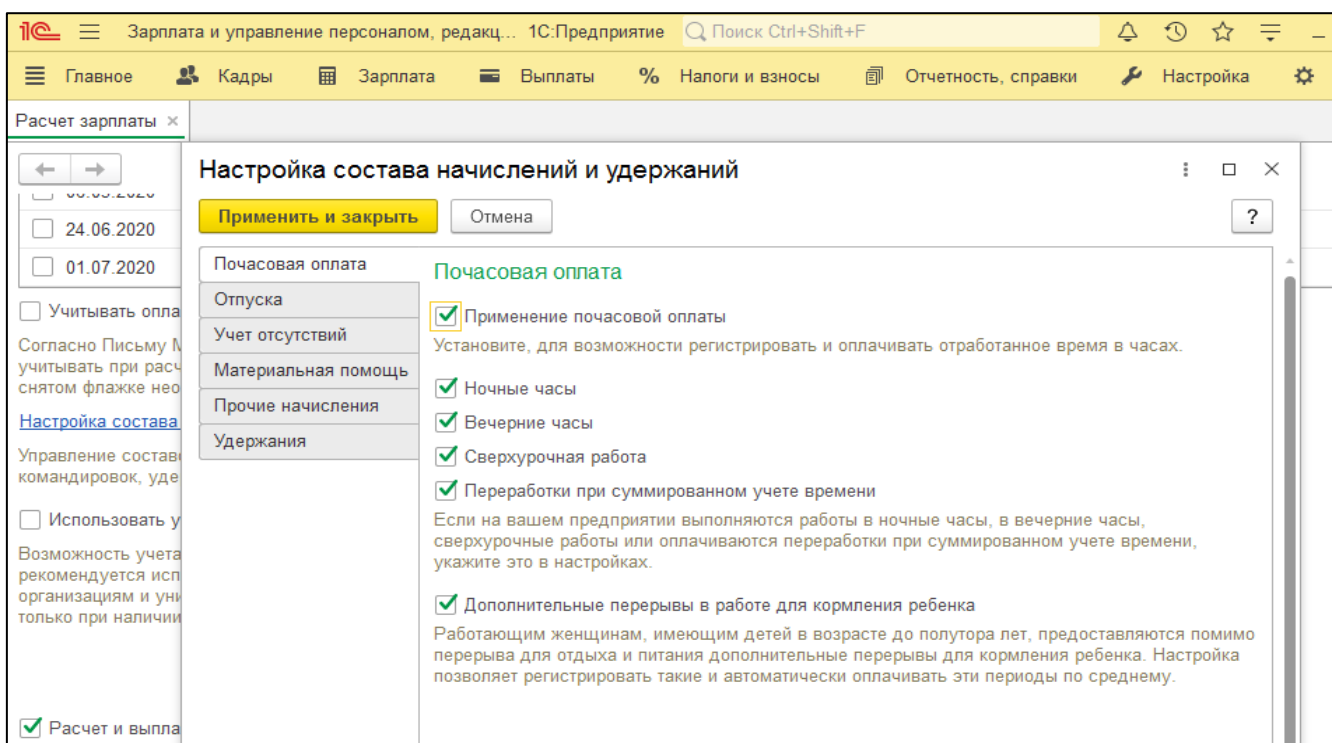 1С Зарплата и управление персоналом, редакц... 1С:Предприятие Поиск Ctrl+Shift+F
Главное Кадры Зарплата Выплаты % Налоги и взносы Отчетность, справки Настройка
Расчет зарплаты ×
Настройка состава начислений и удержаний
Применить и закрыть Отмена ?
24.06.2020
01.07.2020
Учитывать опла
Согласно Письму М
учитывать при расч
снятом флажке нео
Настройка состава
Управление составо
командировок, уде
Использовать у
Возможность учета
рекомендуется исп
организациям и уни
только при наличии
Расчет и выпла
Почасовая оплата
Отпуска
Учет отсутствий
Материальная помощь
Прочие начисления
Удержания
Почасовая оплата
Применение почасовой оплаты
Установите, для возможности регистрировать и оплачивать отработанное время в часах.
Ночные часы
Вечерние часы
Сверхурочная работа
Переработки при суммированном учете времени
Если на вашем предприятии выполняются работы в ночные часы, в вечерние часы,
сверхурочные работы или оплачиваются переработки при суммированном учете времени,
укажите это в настройках.
Дополнительные перерывы в работе для кормления ребенка
Работающим женщинам, имеющим детей в возрасте до полутора лет, предоставляются помимо
перерыва для отдыха и питания дополнительные перерывы для кормления ребенка. Настройка
позволяет регистрировать такие и автоматически оплачивать эти периоды по среднему.